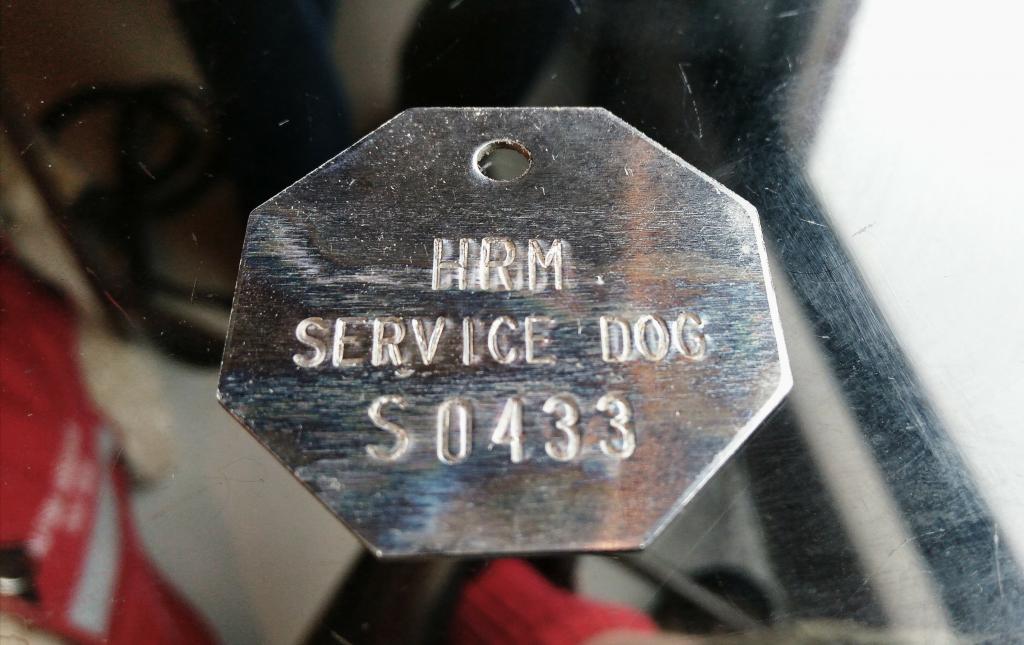 HRM
SERVICE DOG
S0433